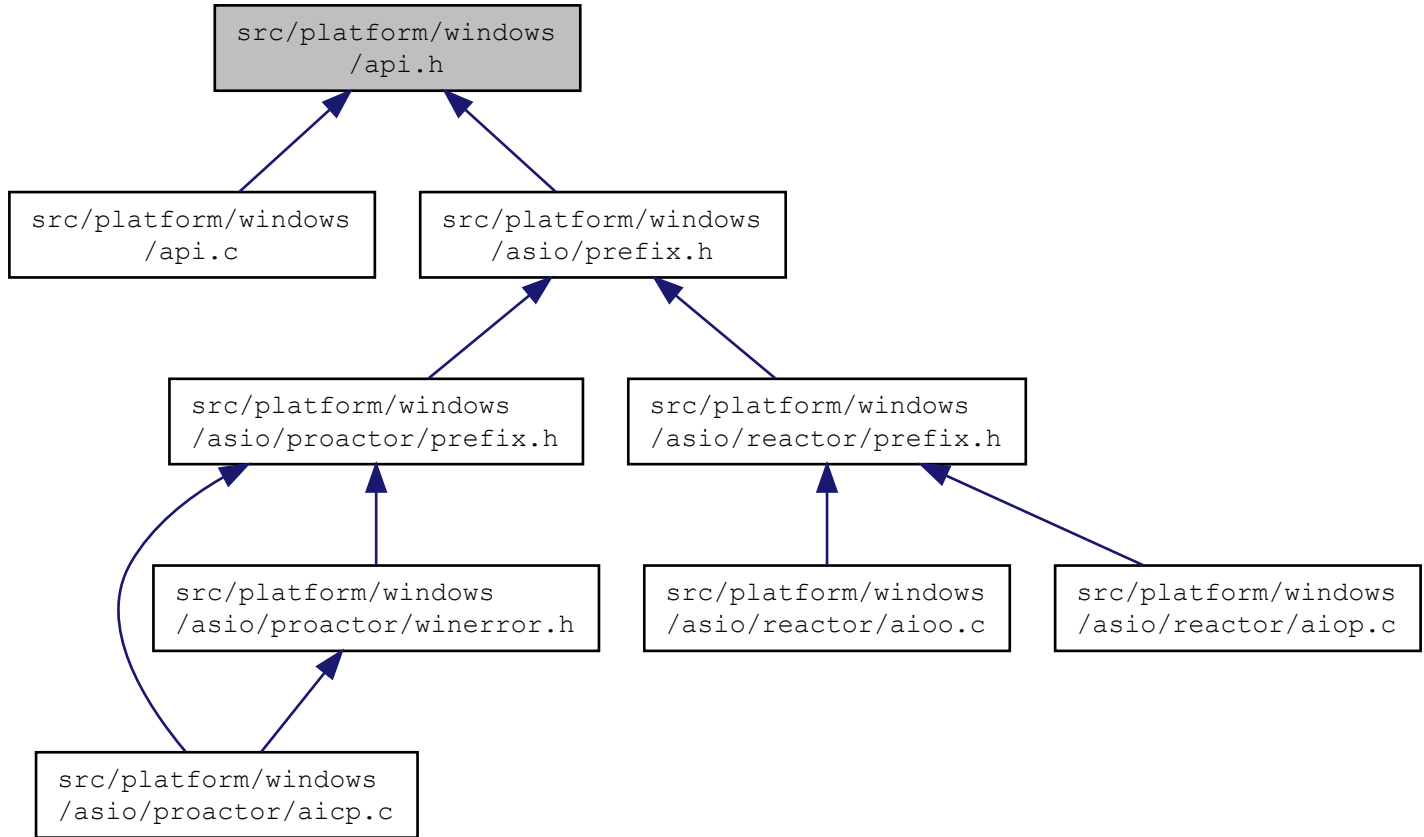 src/platform/windows
/api.h
src/platform/windows
/api.c
src/platform/windows
/asio/prefix.h
src/platform/windows
/asio/proactor/prefix.h
src/platform/windows
/asio/reactor/prefix.h
src/platform/windows
/asio/proactor/winerror.h
src/platform/windows
/asio/reactor/aioo.c
src/platform/windows
/asio/reactor/aiop.c
src/platform/windows
/asio/proactor/aicp.c